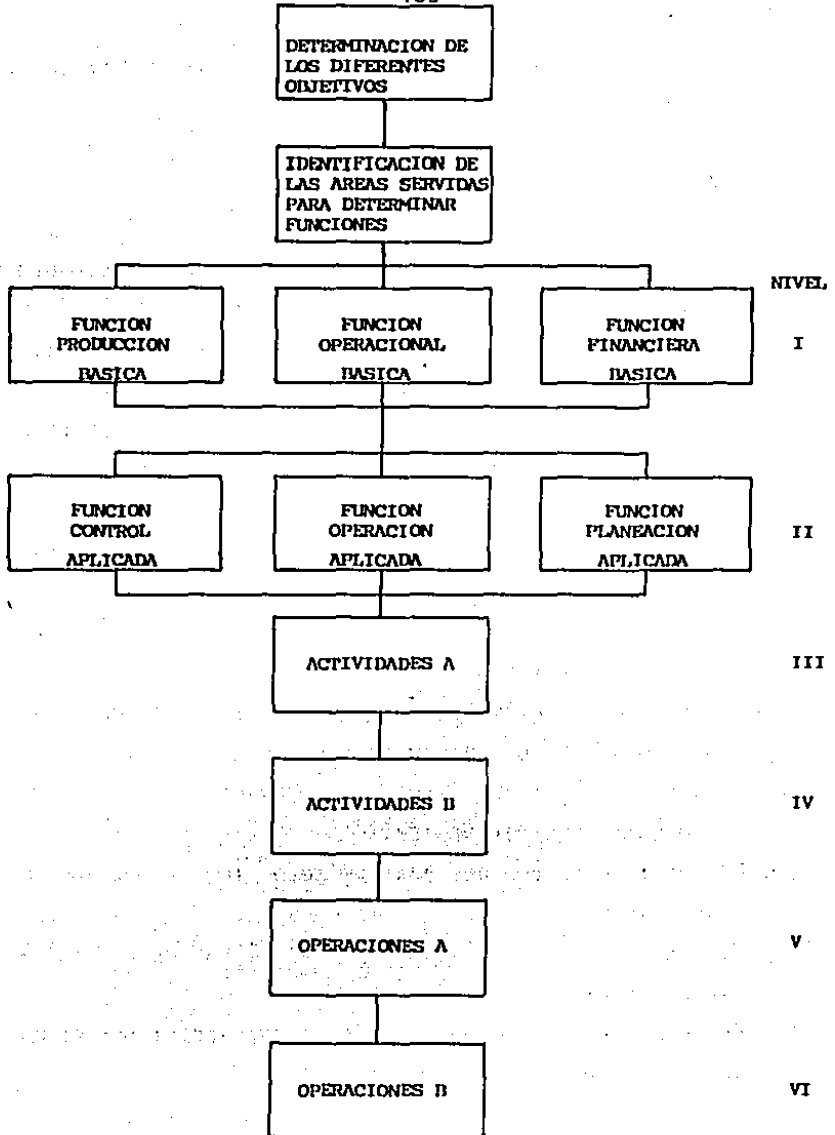 DETERMINACION DE
LOS DIFERENTES
OBJETIVOS
IDENTIFICACION DE
LAS AREAS SERVIDAS
PARA DETERMINAR
FUNCIONES
NIVEL
FUNCION
PRODUCCION
BASICA
FUNCION
OPERACIONAL
BASICA
FUNCION
FINANCIERA
BASICA
I
FUNCION
CONTROL
APLICADA
FUNCION
OPERACION
APLICADA
FUNCION
PLANEACION
APLICADA
II
ACTIVIDADES A
III
ACTIVIDADES B
IV
OPERACIONES A
V
OPERACIONES B
VI